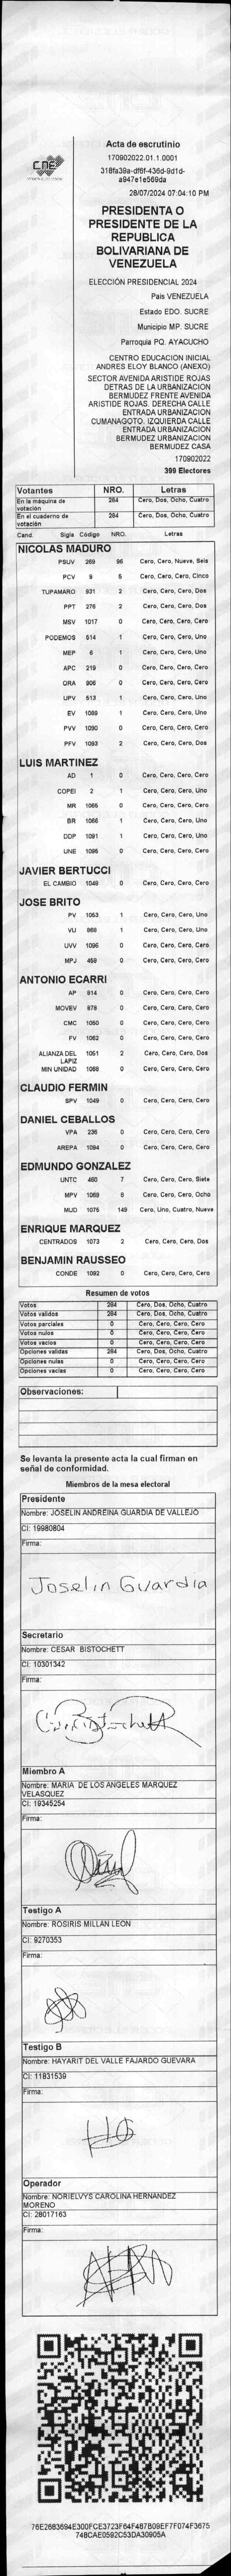 CNE
Acta de escrutinio
170902022.01.1.0001
318fa39a-df6f-436d-9d1d-
a947e1e569da
28/07/2024 07:04:10 PM
PRESIDENTA O
PRESIDENTE DE LA
REPUBLICA
BOLIVARIANA DE
VENEZUELA
ELECCIÓN PRESIDENCIAL 2024
Pais VENEZUELA
Estado EDO. SUCRE
Municipio MP. SUCRE
Parroquia PQ. AYACUCHO
CENTRO EDUCACION INICIAL
ANDRES ELOY BLANCO (ANEXO)
SECTOR AVENIDA ARISTIDE ROJAS
DETRAS DE LA URBANIZACION
BERMUDEZ FRENTE AVENIDA
ARISTIDE ROJAS. DERECHA CALLE
ENTRADA URBANIZACION
CUMANAGOTO. IZQUIERDA CALLE
ENTRADA URBANIZACION
BERMUDEZ URBANIZACION
BERMUDEZ CASA
170902022
399 Electores
Votantes NRO. Letras
En la máquina de votación 284 Cero, Dos, Ocho, Cuatro
En el cuaderno de votación 284 Cero, Dos, Ocho, Cuatro
Cand. Sigla Código NRO. Letras
NICOLAS MADURO
PSUV 269 96 Cero, Cero, Nueve, Seis
PCV 9 5 Cero, Cero, Cero, Cinco
TUPAMARO 931 2 Cero, Cero, Cero, Dos
PPT 276 2 Cero, Cero, Cero, Dos
MSV 1017 0 Cero, Cero, Cero, Cero
PODEMOS 514 1 Cero, Cero, Cero, Uno
MEP 6 1 Cero, Cero, Cero, Uno
APC 219 0 Cero, Cero, Cero, Cero
ORA 906 0 Cero, Cero, Cero, Cero
UPV 513 1 Cero, Cero, Cero, Uno
EV 1089 1 Cero, Cero, Cero, Uno
PVV 1090 0 Cero, Cero, Cero, Cero
PFV 1093 2 Cero, Cero, Cero, Dos
LUIS MARTINEZ
AD 1 0 Cero, Cero, Cero, Cero
COPEI 2 1 Cero, Cero, Cero, Uno
MR 1065 0 Cero, Cero, Cero, Cero
BR 1066 1 Cero, Cero, Cero, Uno
DDP 1091 1 Cero, Cero, Cero, Uno
UNE 1095 0 Cero, Cero, Cero, Cero
JAVIER BERTUCCI
EL CAMBIO 1048 0 Cero, Cero, Cero, Cero
JOSE BRITO
PV 1053 1 Cero, Cero, Cero, Uno
VU 868 1 Cero, Cero, Cero, Uno
UVV 1096 0 Cero, Cero, Cero, Cero
MPJ 459 0 Cero, Cero, Cero, Cero
ANTONIO ECARRI
AP 814 0 Cero, Cero, Cero, Cero
MOVEV 878 0 Cero, Cero, Cero, Cero
CMC 1050 0 Cero, Cero, Cero, Cero
FV 1062 0 Cero, Cero, Cero, Cero
ALIANZA DEL LAPIZ 1051 2 Cero, Cero, Cero, Dos
MIN UNIDAD 1068 0 Cero, Cero, Cero, Cero
CLAUDIO FERMIN
SPV 1049 0 Cero, Cero, Cero, Cero
DANIEL CEBALLOS
VPA 236 0 Cero, Cero, Cero, Cero
AREPA 1094 0 Cero, Cero, Cero, Cero
EDMUNDO GONZALEZ
UNTC 460 7 Cero, Cero, Cero, Siete
MPV 1069 8 Cero, Cero, Cero, Ocho
MUD 1075 149 Cero, Uno, Cuatro, Nueve
ENRIQUE MARQUEZ
CENTRADOS 1073 2 Cero, Cero, Cero, Dos
BENJAMIN RAUSSEO
CONDE 1092 0 Cero, Cero, Cero, Cero
Resumen de votos
Votos 284 Cero, Dos, Ocho, Cuatro
Votos válidos 284 Cero, Dos, Ocho, Cuatro
Votos parciales 0 Cero, Cero, Cero, Cero
Votos nulos 0 Cero, Cero, Cero, Cero
Votos vacíos 0 Cero, Cero, Cero, Cero
Opciones validas 284 Cero, Dos, Ocho, Cuatro
Opciones nulas 0 Cero, Cero, Cero, Cero
Opciones vacías 0 Cero, Cero, Cero, Cero
Observaciones:
Se levanta la presente acta la cual firman en
señal de conformidad.
Miembros de la mesa electoral
Presidente
Nombre: JOSELIN ANDREINA GUARDIA DE VALLEJO
CI: 19980804
Firma:
Joselin Guardia
Secretario
Nombre: CESAR BISTOCHETT
CI: 10301342
Firma:
Miembro A
Nombre: MARIA DE LOS ANGELES MARQUEZ
VELASQUEZ
CI: 19345254
Firma:
Testigo A
Nombre: ROSIRIS MILLAN LEON
CI: 9270353
Firma:
Testigo B
Nombre: HAYARIT DEL VALLE FAJARDO GUEVARA
CI: 11831539
Firma:
Operador
Nombre: NORIELVYS CAROLINA HERNANDEZ
MORENO
CI: 28017163
Firma:
76E2683694E300FCE3723F64F487B09EF7F074F3675
748CAE0592C53DA30905A